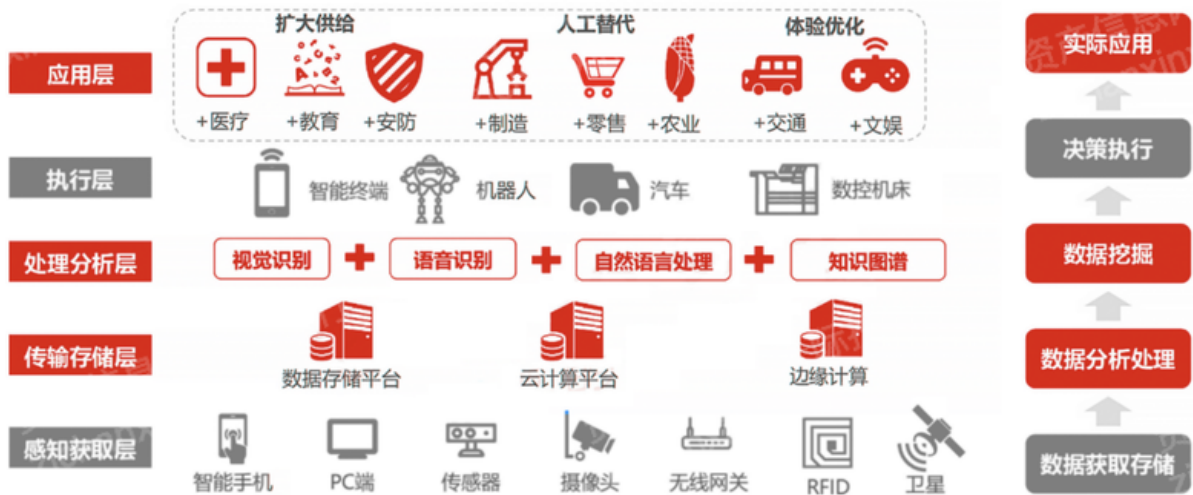 扩大供给
人工替代
体验优化
应用层
+医疗
+教育
+安防
+制造
+零售
+农业
+交通
+文娱
执行层
智能终端
机器人
汽车
数控机床
处理分析层
视觉识别
语音识别
自然语言处理
知识图谱
传输存储层
数据存储平台
云计算平台
边缘计算
感知获取层
智能手机
PC端
传感器
摄像头
无线网关
RFID
卫星
实际应用
决策执行
数据挖掘
数据分析处理
数据获取存储